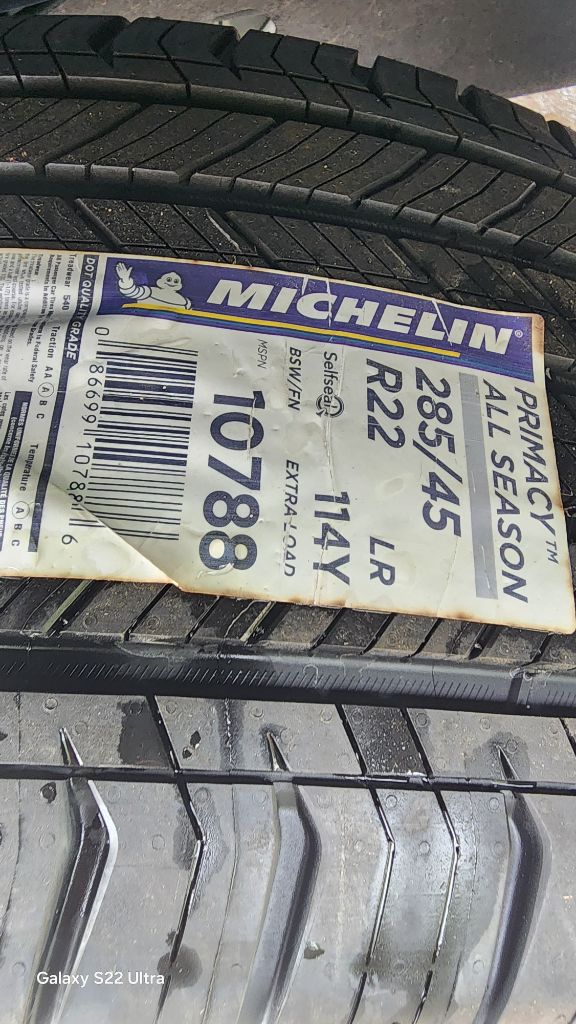 MICHELIN®
PRIMACY™
ALL SEASON
285/45
R22 LR
Selfseal 114Y
BSW/FN EXTRA LOAD
MSPN
10788
0 86699 10788 6
DOT QUALITY GRADE
Treadwear 540
Traction AA A B C
Temperature A B C
Galaxy S22 Ultra